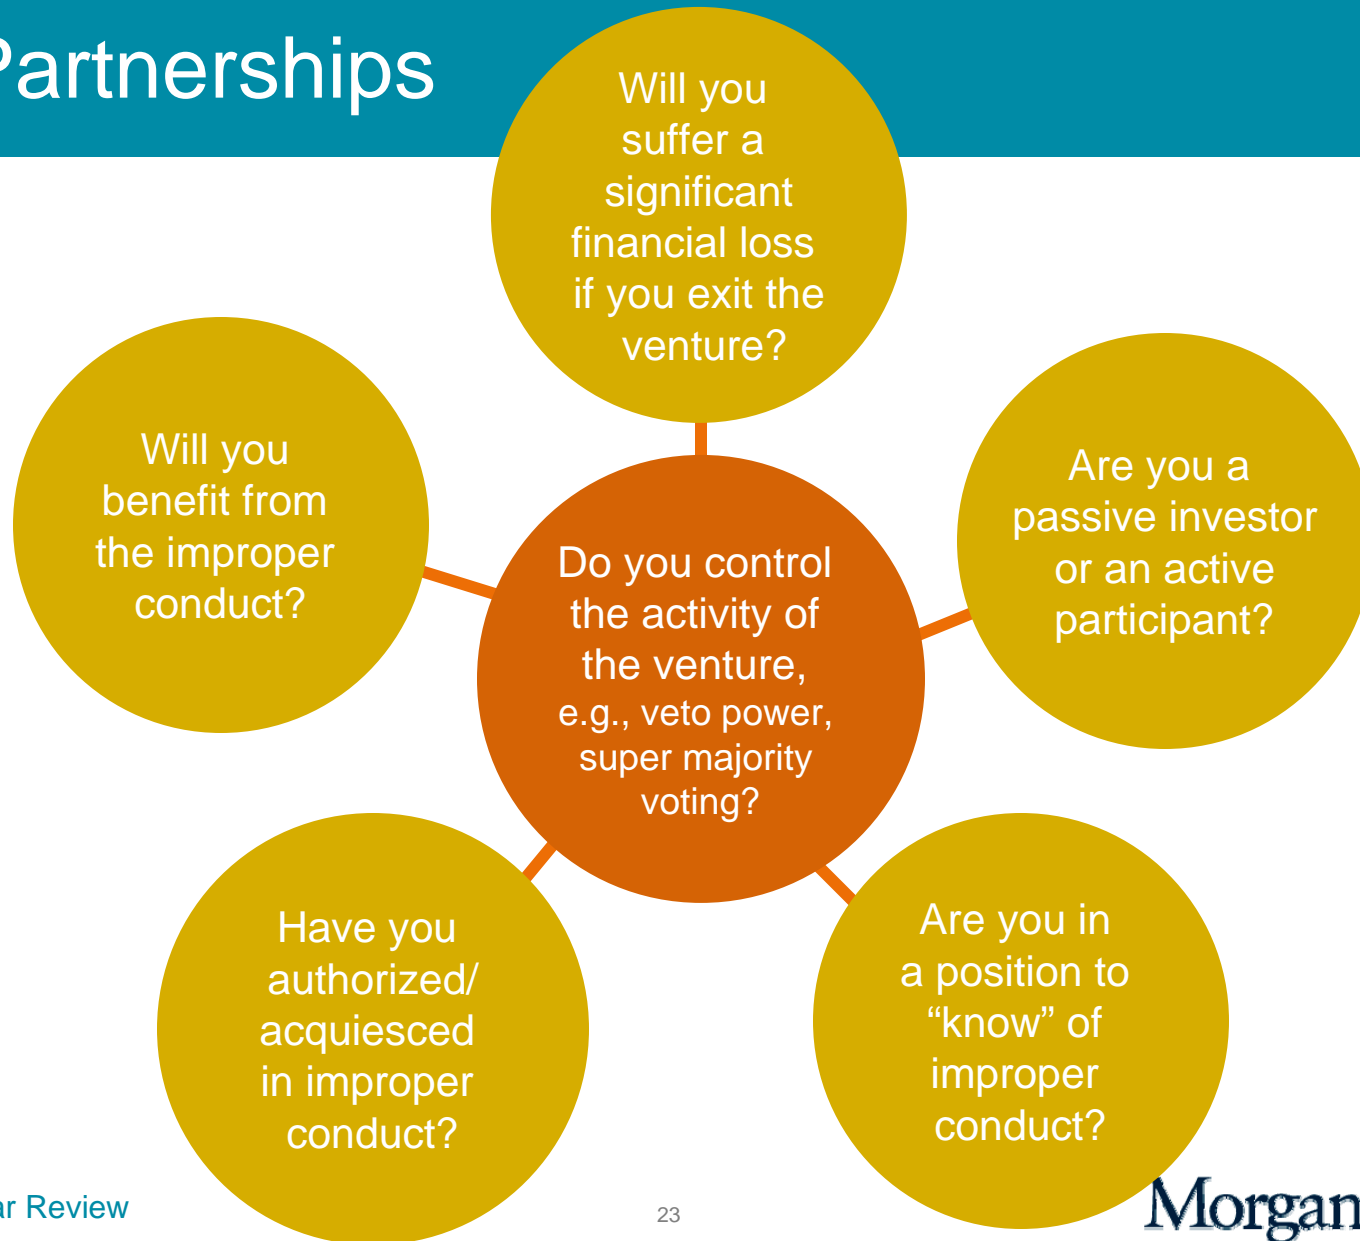 Partnerships
Will you
suffer a
significant
financial loss
if you exit the
venture?
Will you
benefit from
the improper
conduct?
Are you a
passive investor
or an active
participant?
Do you control
the activity of
the venture,
e.g., veto power,
super majority
voting?
Have you
authorized/
acquiesced
in improper
conduct?
Are you in
a position to
“know” of
improper
conduct?
ar Review
23
Morgan